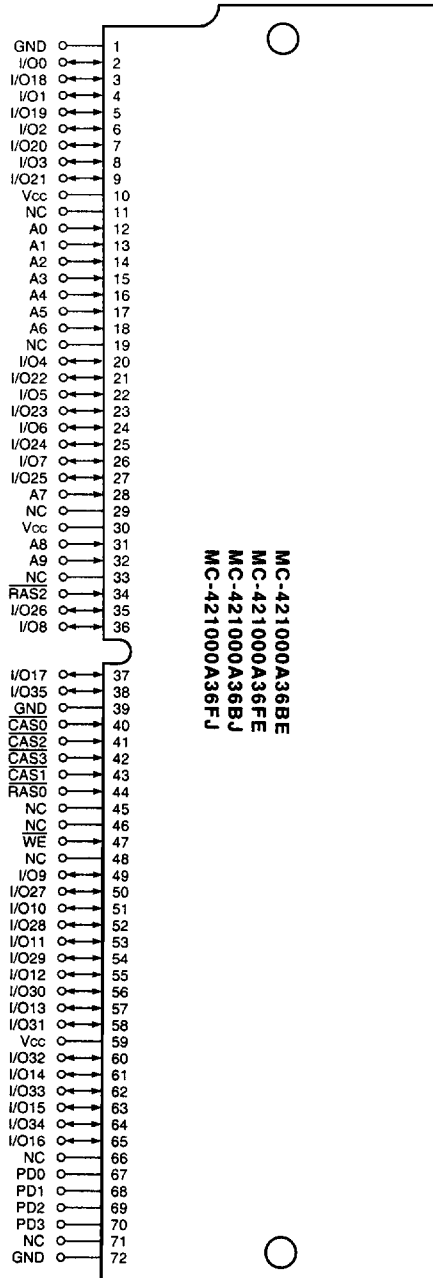 GND 1
I/O0 2
I/O18 3
I/O1 4
I/O19 5
I/O2 6
I/O20 7
I/O3 8
I/O21 9
Vcc 10
NC 11
A0 12
A1 13
A2 14
A3 15
A4 16
A5 17
A6 18
NC 19
I/O4 20
I/O22 21
I/O5 22
I/O23 23
I/O6 24
I/O24 25
I/O7 26
I/O25 27
A7 28
NC 29
Vcc 30
A8 31
A9 32
NC 33
RAS2 34
I/O26 35
I/O8 36
I/O17 37
I/O35 38
GND 39
CAS0 40
CAS2 41
CAS3 42
CAS1 43
RAS0 44
NC 45
NC 46
WE 47
NC 48
I/O9 49
I/O27 50
I/O10 51
I/O28 52
I/O11 53
I/O29 54
I/O12 55
I/O30 56
I/O13 57
I/O31 58
Vcc 59
I/O32 60
I/O14 61
I/O33 62
I/O15 63
I/O34 64
I/O16 65
NC 66
PD0 67
PD1 68
PD2 69
PD3 70
NC 71
GND 72
MC-421000A36BE
MC-421000A36FE
MC-421000A36BJ
MC-421000A36FJ